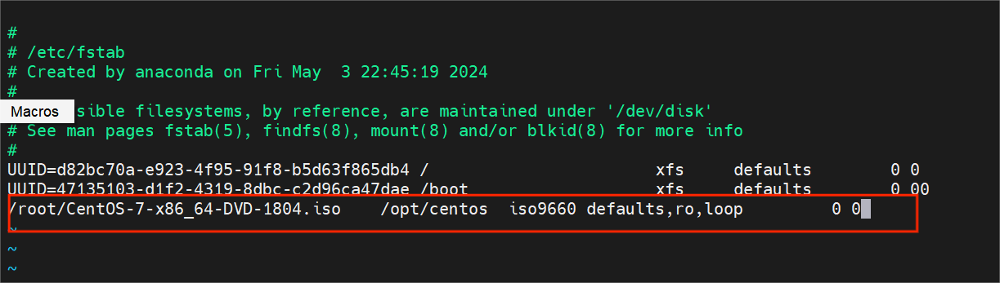 #
# /etc/fstab
# Created by anaconda on Fri May  3 22:45:19 2024
#
Macros sible filesystems, by reference, are maintained under '/dev/disk'
# See man pages fstab(5), findfs(8), mount(8) and/or blkid(8) for more info
#
UUID=d82bc70a-e923-4f95-91f8-b5d63f865db4 /                       xfs     defaults        0 0
UUID=47135103-d1f2-4319-8dbc-c2d96ca47dae /boot                   xfs     defaults        0 00
/root/CentOS-7-x86_64-DVD-1804.iso    /opt/centos  iso9660 defaults,ro,loop         0 0
~
~
~